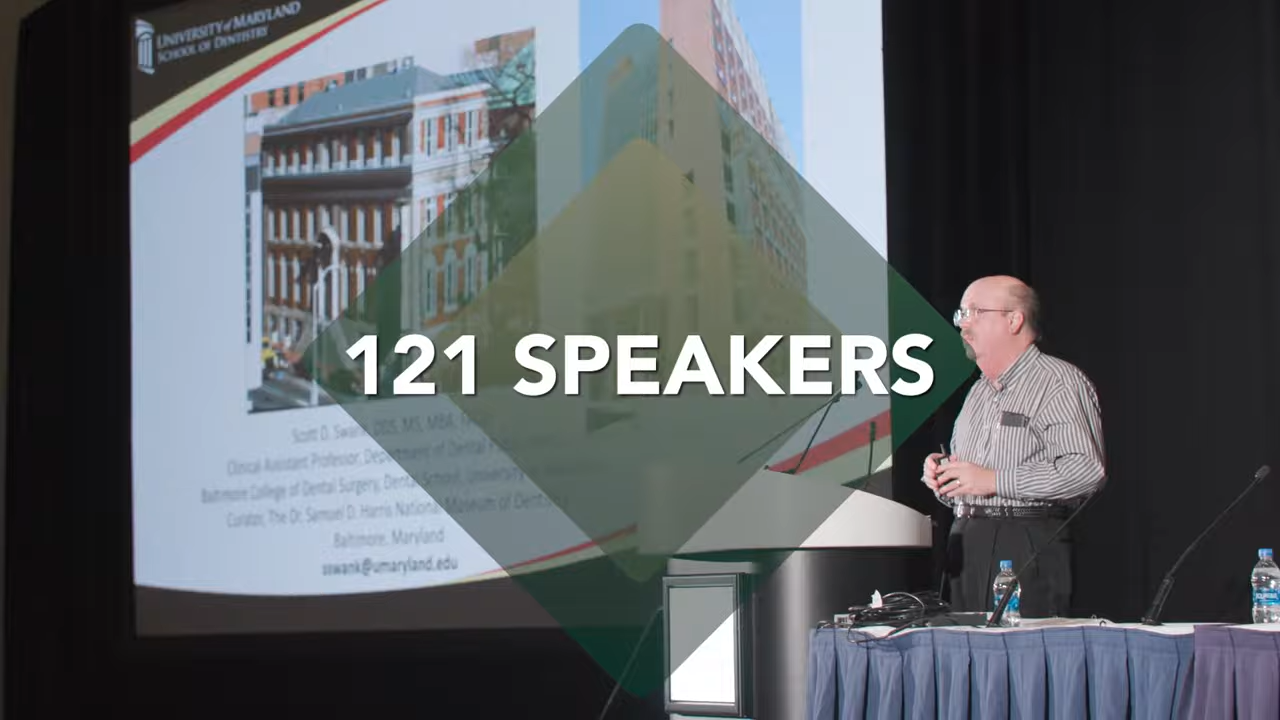 UNIVERSITY of MARYLAND
SCHOOL OF DENTISTRY
121 SPEAKERS
Scott D. Swank, DDS, MS, MBA,
Clinical Assistant Professor, Department of Dental
Baltimore College of Dental Surgery, Dental School, University
Curator, The Dr. Samuel D. Harris National Museum of Dentistry
Baltimore, Maryland
sswank@umaryland.edu